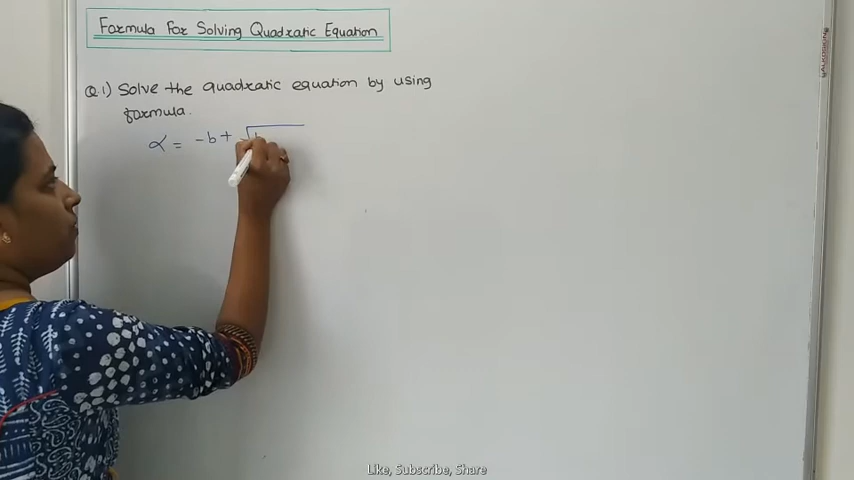 Formula For Solving Quadratic Equation
Q.1) Solve the quadratic equation by using
formula.
α = -b + √b
Like, Subscribe, Share